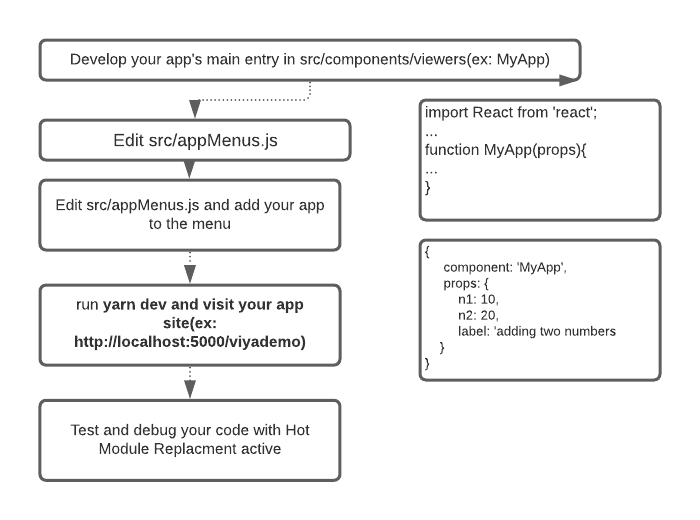 Develop your app's main entry in src/components/viewers(ex: MyApp)
Edit src/appMenus.js
Edit src/appMenus.js and add your app
to the menu
run yarn dev and visit your app
site(ex:
http://localhost:5000/viyademo)
Test and debug your code with Hot
Module Replacment active
import React from 'react';
...
function MyApp(props){
...
}
{
component: 'MyApp',
props: {
n1: 10,
n2: 20,
label: 'adding two numbers
}
}